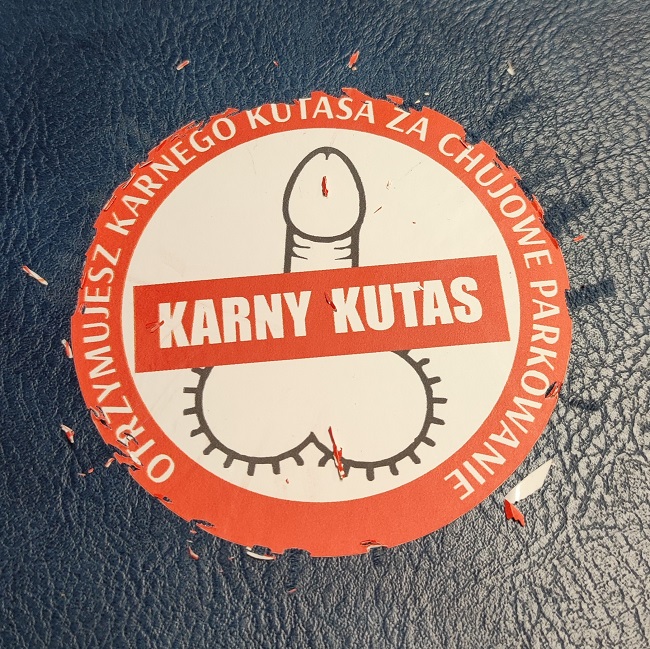 OTRZYMUJESZ KARNEGO KUTASA ZA CHUJOWE PARKOWANIE
KARNY KUTAS